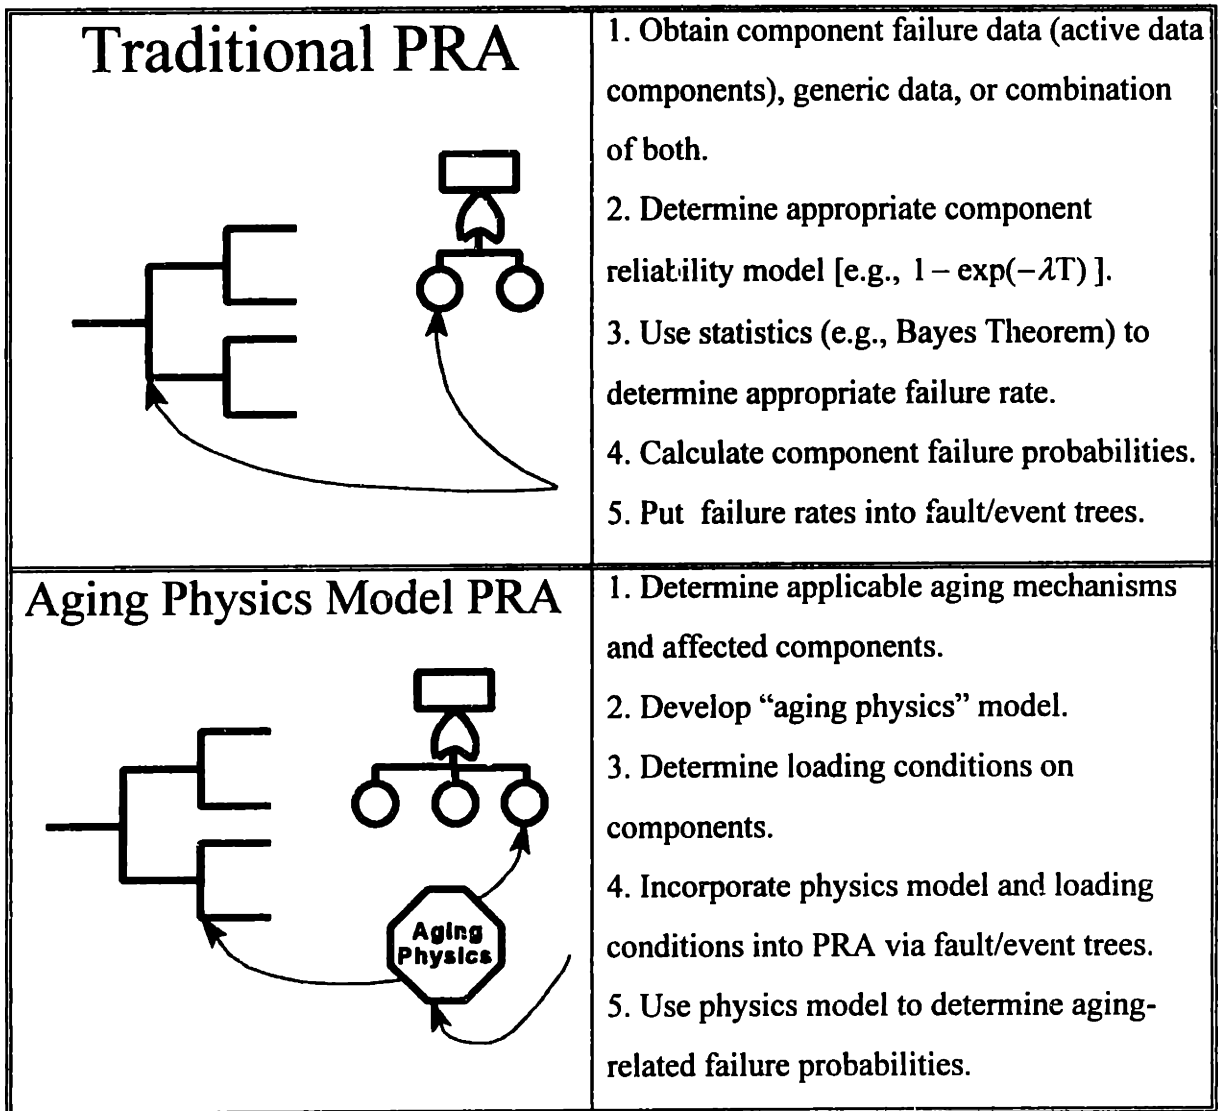 Traditional PRA
1. Obtain component failure data (active data
components), generic data, or combination
of both.
2. Determine appropriate component
reliability model [e.g., 1 – exp(−λT) ].
3. Use statistics (e.g., Bayes Theorem) to
determine appropriate failure rate.
4. Calculate component failure probabilities.
5. Put failure rates into fault/event trees.
Aging Physics Model PRA
Aging
Physics
1. Determine applicable aging mechanisms
and affected components.
2. Develop “aging physics” model.
3. Determine loading conditions on
components.
4. Incorporate physics model and loading
conditions into PRA via fault/event trees.
5. Use physics model to determine aging-
related failure probabilities.